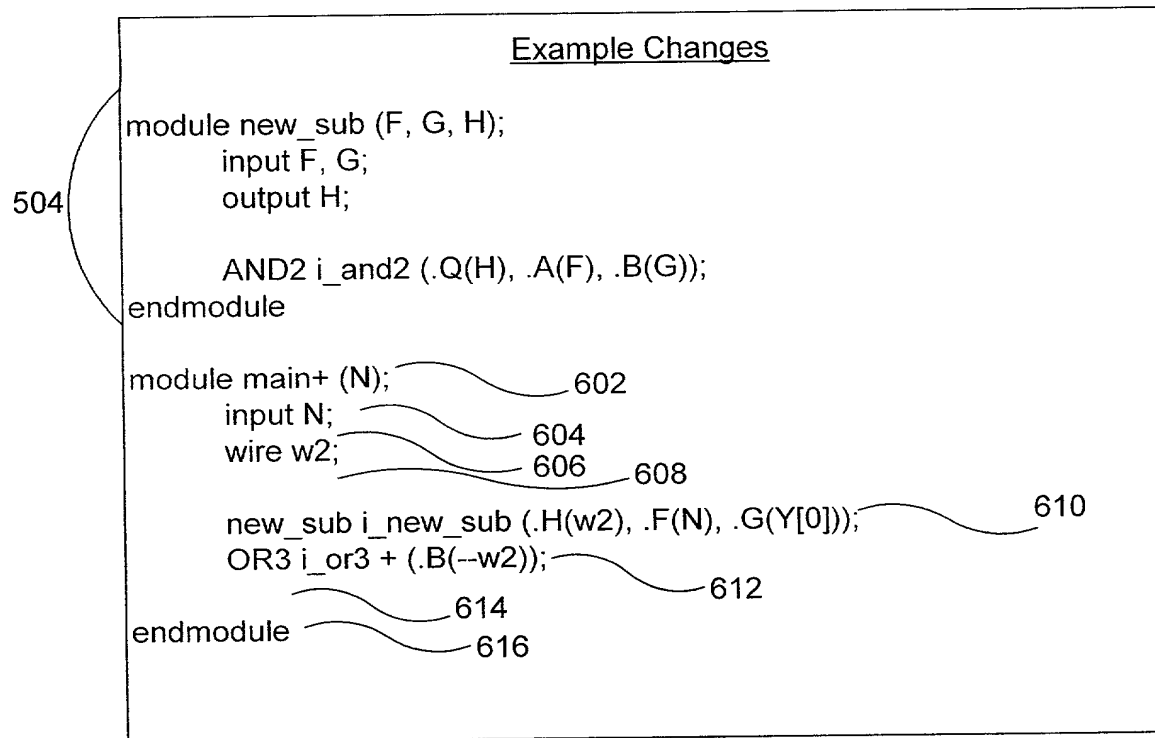 Example Changes
module new_sub (F, G, H);
input F, G;
504
output H;
AND2 i_and2 (.Q(H), .A(F), .B(G));
endmodule
module main+ (N); 602
input N; 604
wire w2; 606
608
new_sub i_new_sub (.H(w2), .F(N), .G(Y[0])); 610
OR3 i_or3 + (.B(--w2)); 612
614
endmodule 616